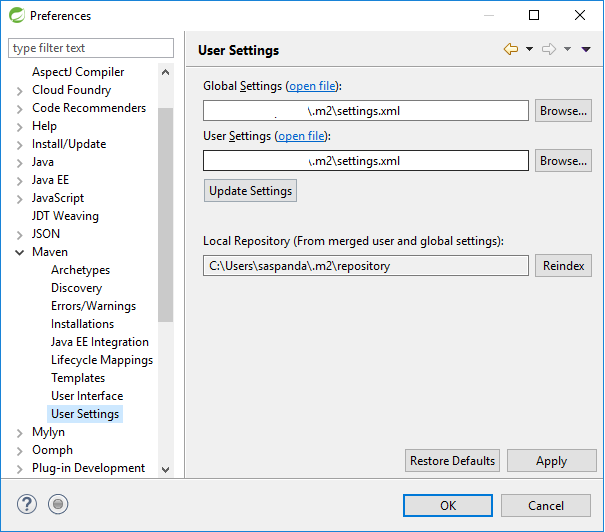 Preferences
type filter text
AspectJ Compiler
Cloud Foundry
Code Recommenders
Help
Install/Update
Java
Java EE
JavaScript
JDT Weaving
JSON
Maven
Archetypes
Discovery
Errors/Warnings
Installations
Java EE Integration
Lifecycle Mappings
Templates
User Interface
User Settings
Mylyn
Oomph
Plug-in Development
User Settings
Global Settings (open file):
\.m2\settings.xml
Browse...
User Settings (open file):
\.m2\settings.xml
Browse...
Update Settings
Local Repository (From merged user and global settings):
C:\Users\saspanda\.m2\repository
Reindex
Restore Defaults
Apply
?
OK
Cancel